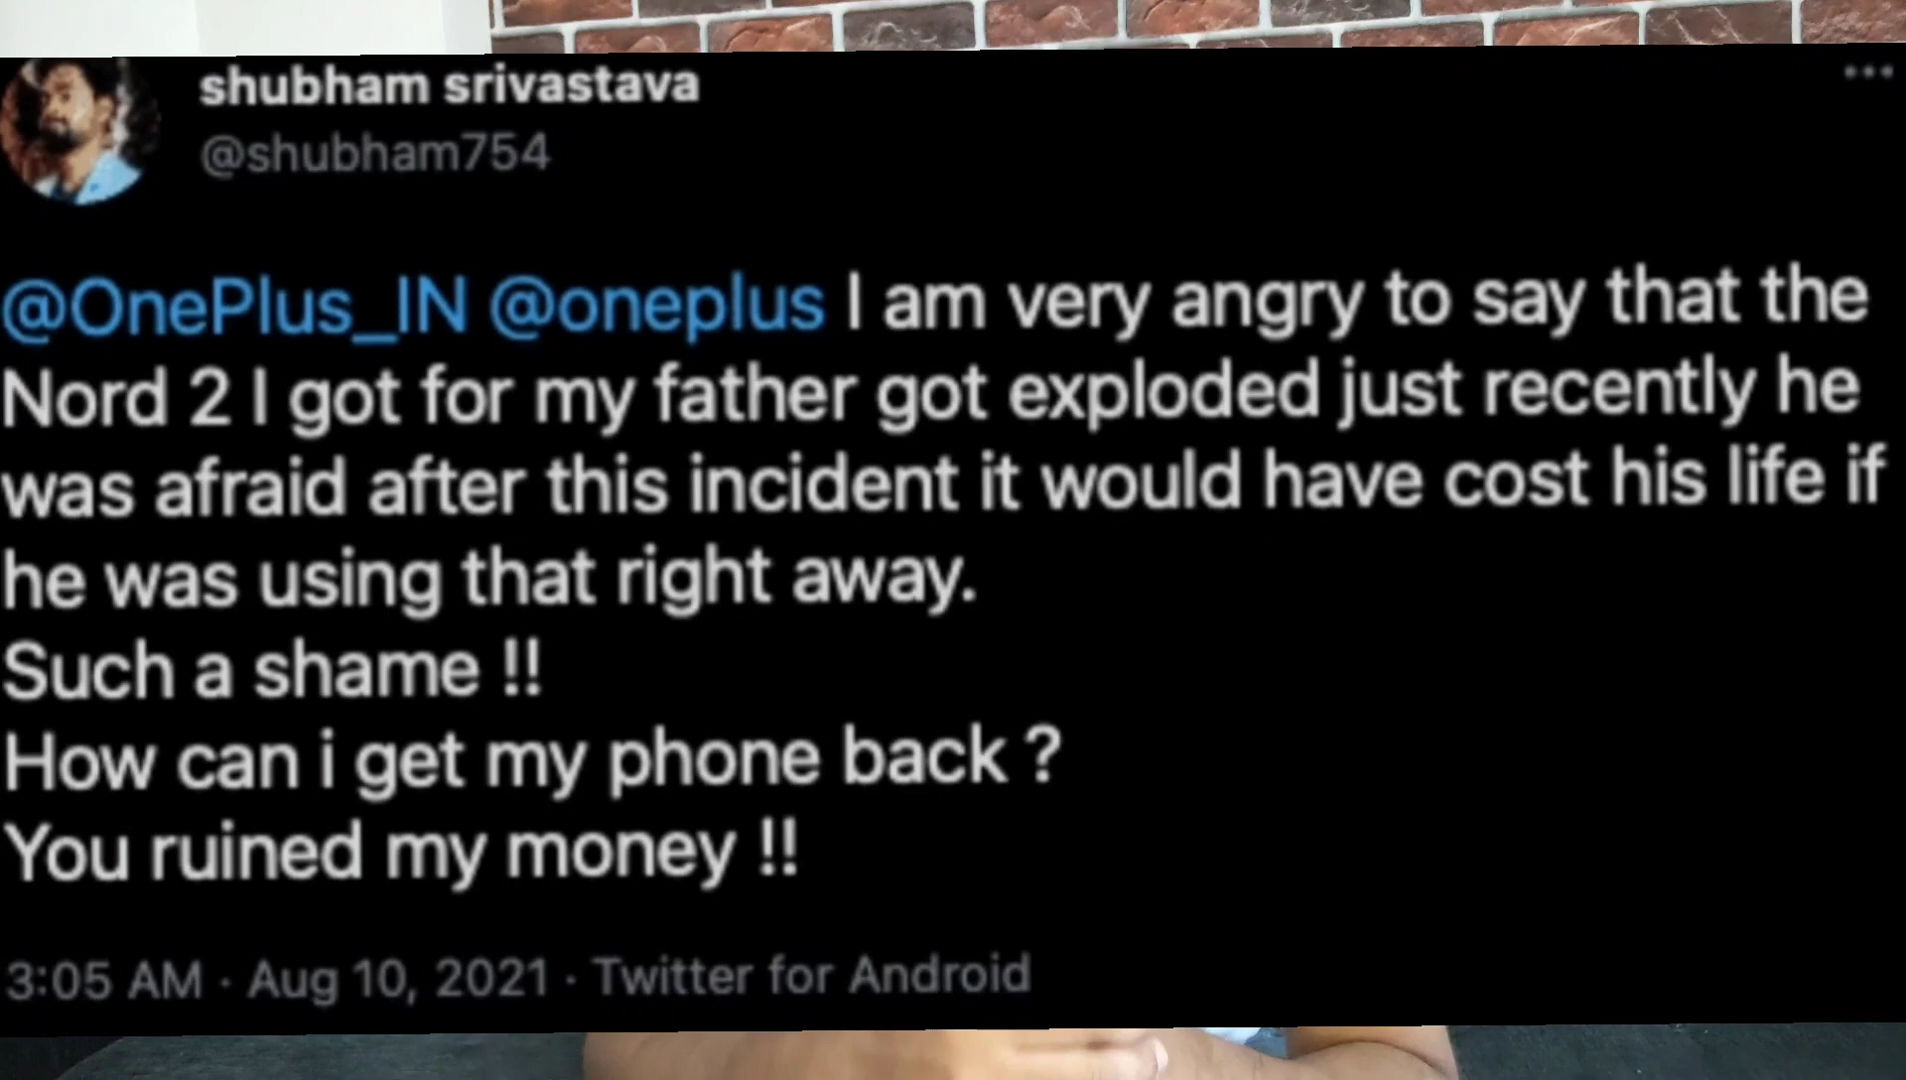 shubham srivastava
@shubham754
@OnePlus_IN @oneplus I am very angry to say that the
Nord 2 I got for my father got exploded just recently he
was afraid after this incident it would have cost his life if
he was using that right away.
Such a shame !!
How can i get my phone back ?
You ruined my money !!
3:05 AM · Aug 10, 2021 · Twitter for Android